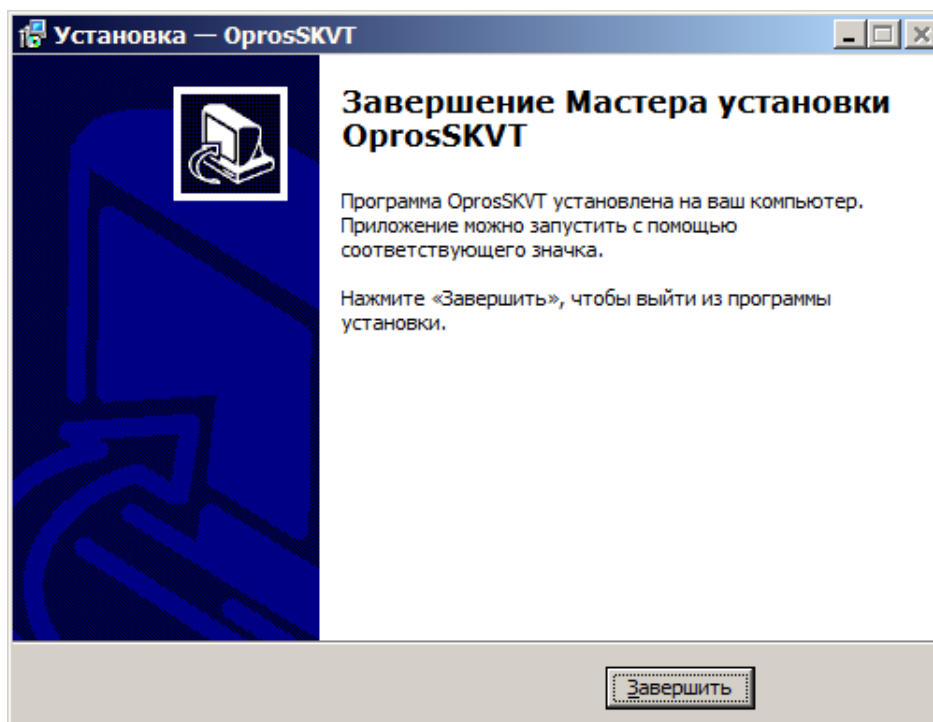 Установка — OprosSKVT
Завершение Мастера установки
OprosSKVT
Программа OprosSKVT установлена на ваш компьютер.
Приложение можно запустить с помощью
соответствующего значка.
Нажмите «Завершить», чтобы выйти из программы
установки.
Завершить